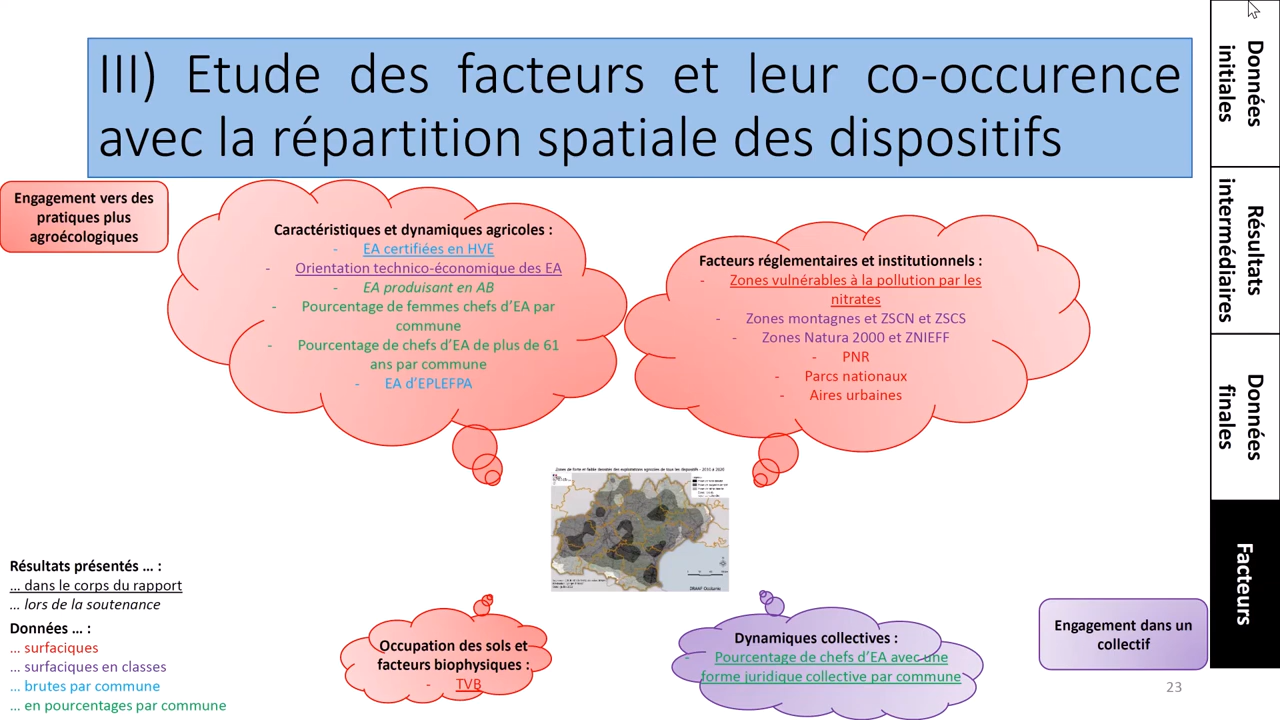 III) Etude des facteurs et leur co-occurence
avec la répartition spatiale des dispositifs
Engagement vers des
pratiques plus
agroécologiques
Caractéristiques et dynamiques agricoles :
- EA certifiées en HVE
- Orientation technico-économique des EA
- EA produisant en AB
- Pourcentage de femmes chefs d’EA par
commune
- Pourcentage de chefs d’EA de plus de 61
ans par commune
- EA d’EPLEFPA
Facteurs réglementaires et institutionnels :
- Zones vulnérables à la pollution par les
nitrates
- Zones montagnes et ZSCN et ZSCS
- Zones Natura 2000 et ZNIEFF
- PNR
- Parcs nationaux
- Aires urbaines
Résultats présentés … :
… dans le corps du rapport
… lors de la soutenance
Données … :
… surfaciques
… surfaciques en classes
… brutes par commune
… en pourcentages par commune
Occupation des sols et
facteurs biophysiques :
- TVB
Dynamiques collectives :
- Pourcentage de chefs d’EA avec une
forme juridique collective par commune
Engagement dans un
collectif
23
Données
initiales
Résultats
intermédiaires
Données
finales
Facteurs